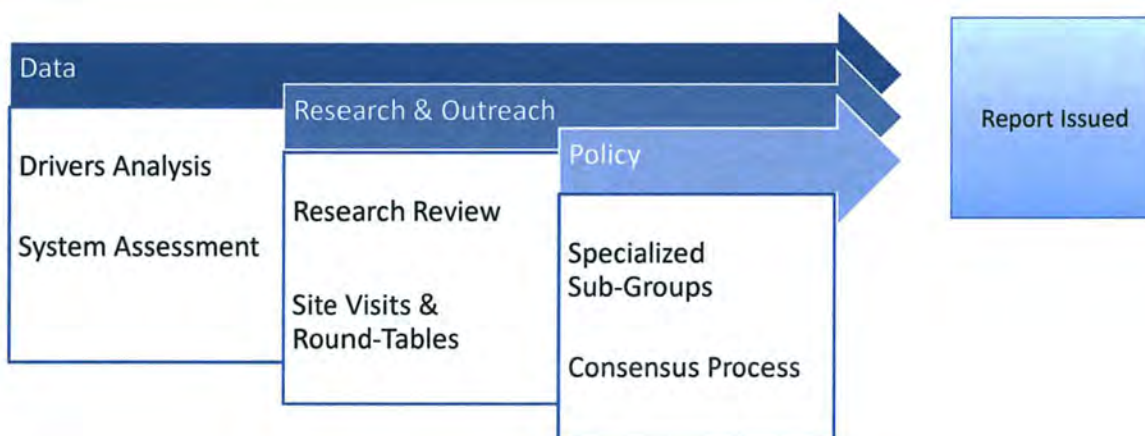 Data
Drivers Analysis
System Assessment
Research & Outreach
Research Review
Site Visits &
Round-Tables
Policy
Specialized
Sub-Groups
Consensus Process
Report Issued